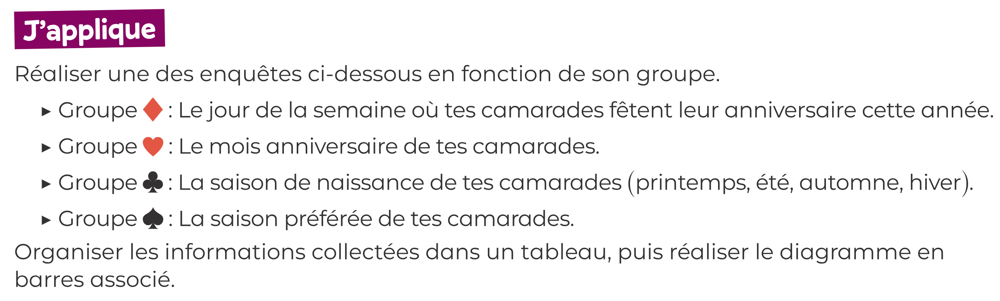 J’applique
Réaliser une des enquêtes ci-dessous en fonction de son groupe.
▸ Groupe ♦ : Le jour de la semaine où tes camarades fêtent leur anniversaire cette année.
▸ Groupe ♥ : Le mois anniversaire de tes camarades.
▸ Groupe ♣ : La saison de naissance de tes camarades (printemps, été, automne, hiver).
▸ Groupe ♠ : La saison préférée de tes camarades.
Organiser les informations collectées dans un tableau, puis réaliser le diagramme en
barres associé.